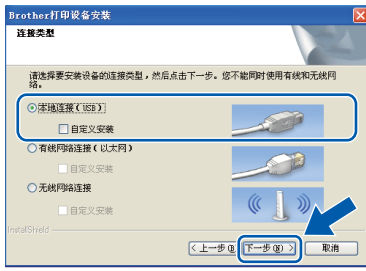 Brother打印设备安装
连接类型
请选择要安装设备的连接类型，然后点击下一步。您不能同时使用有线和无线网
络。
本地连接（USB）
自定义安装
有线网络连接（以太网）
自定义安装
无线网络连接
自定义安装
InstallShield
< 上一步(B) 下一步(N) > 取消